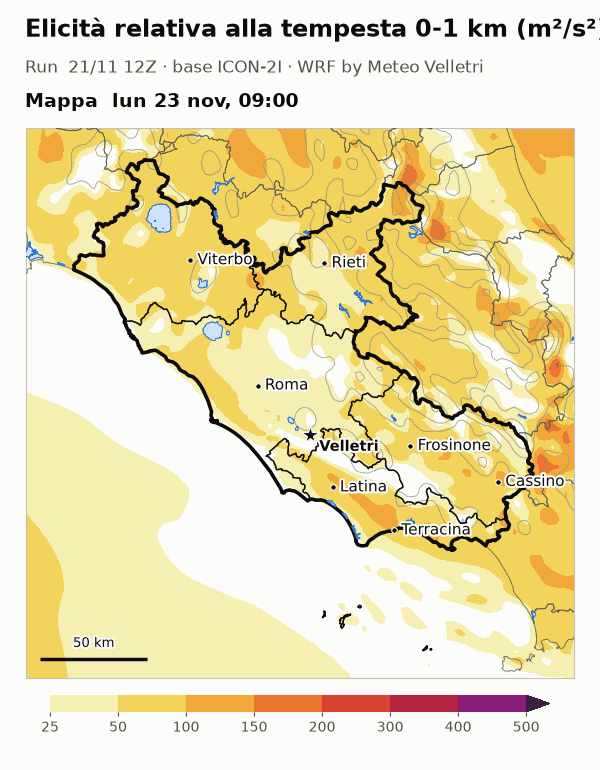 Elicità relativa alla tempesta 0-1 km (m²/s²)
Run  21/11 12Z · base ICON-2I · WRF by Meteo Velletri
Mappa  lun 23 nov, 09:00
Viterbo
Rieti
Roma
Velletri
Frosinone
Latina
Cassino
Terracina
50 km
25 50 100 150 200 300 400 500